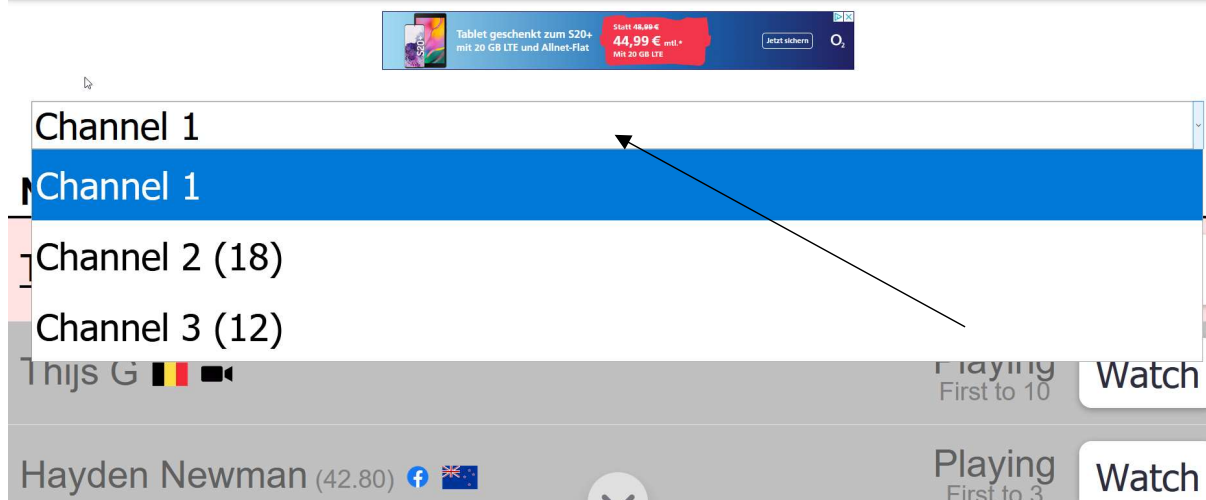 Tablet geschenkt zum S20+
mit 20 GB LTE und Allnet-Flat
Statt 48,99 €
44,99 € mtl.*
Mit 20 GB LTE
Jetzt sichern
O2
S20+
Channel 1
Channel 1
Channel 2 (18)
Channel 3 (12)
Thijs G
Playing
First to 10
Watch
Hayden Newman (42.80)
Playing
First to 3
Watch